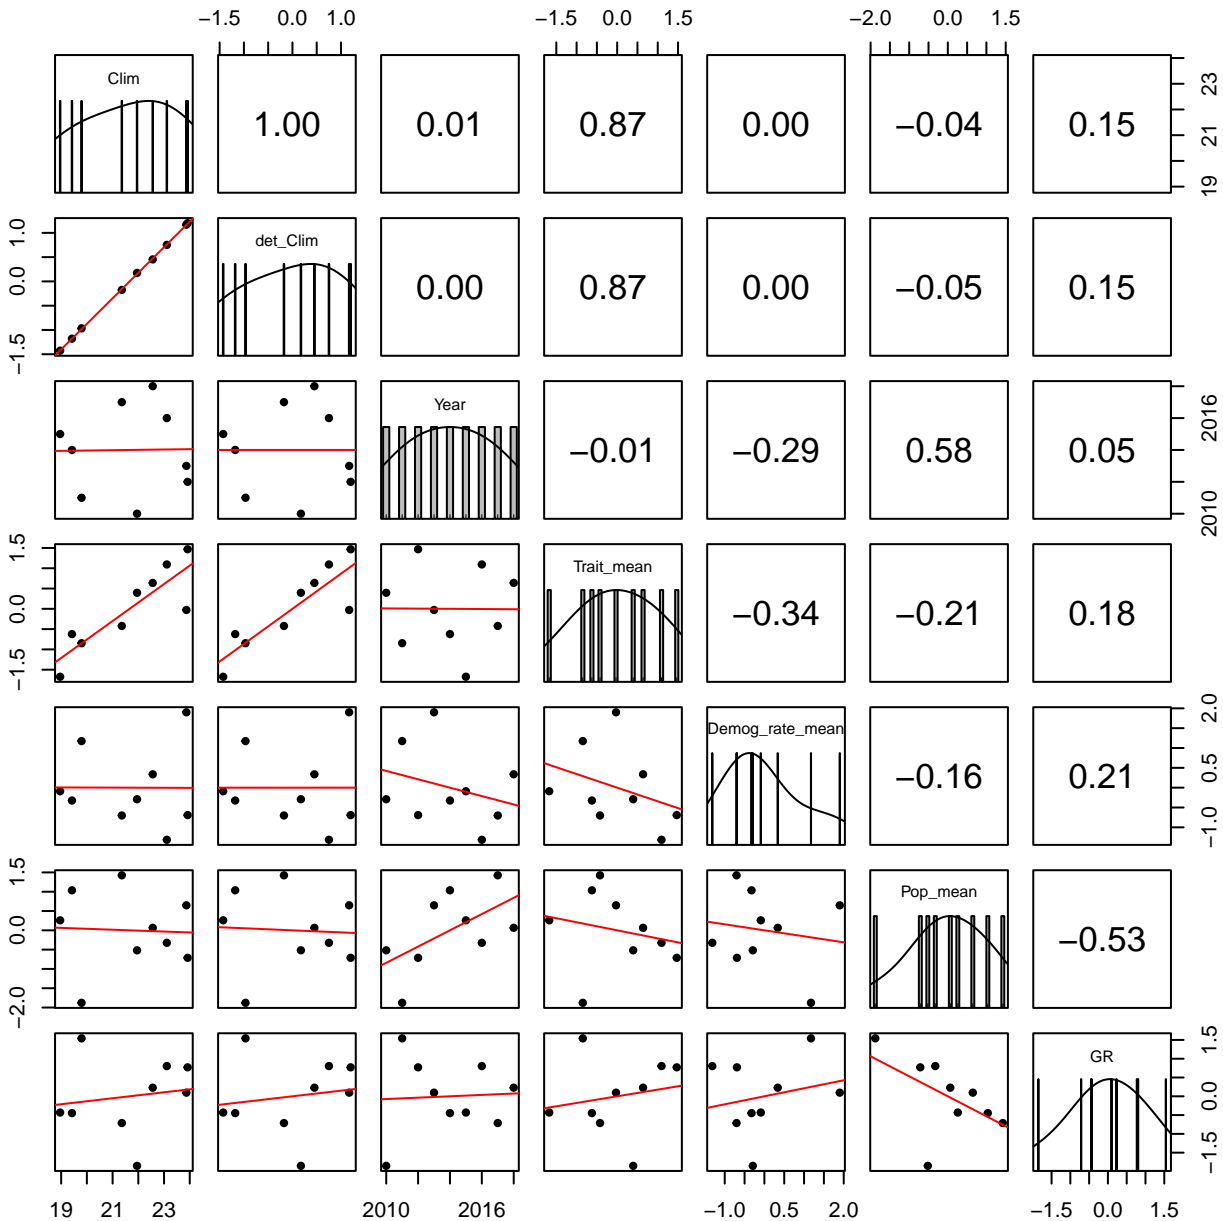 −1.5 0.0 1.0 −1.5 0.0 1.5 −2.0 0.0 1.5
Clim 1.00 0.01 0.87 0.00 −0.04 0.15 19 21 23
−1.5 0.0 1.0 det_Clim 0.00 0.87 0.00 −0.05 0.15
Year −0.01 −0.29 0.58 0.05 2010 2016
−1.5 0.0 1.5 Trait_mean −0.34 −0.21 0.18
Demog_rate_mean −0.16 0.21 −1.0 0.5 2.0
−2.0 0.0 1.5 Pop_mean −0.53
GR −1.5 0.0 1.5
19 21 23 2010 2016 −1.0 0.5 2.0 −1.5 0.0 1.5